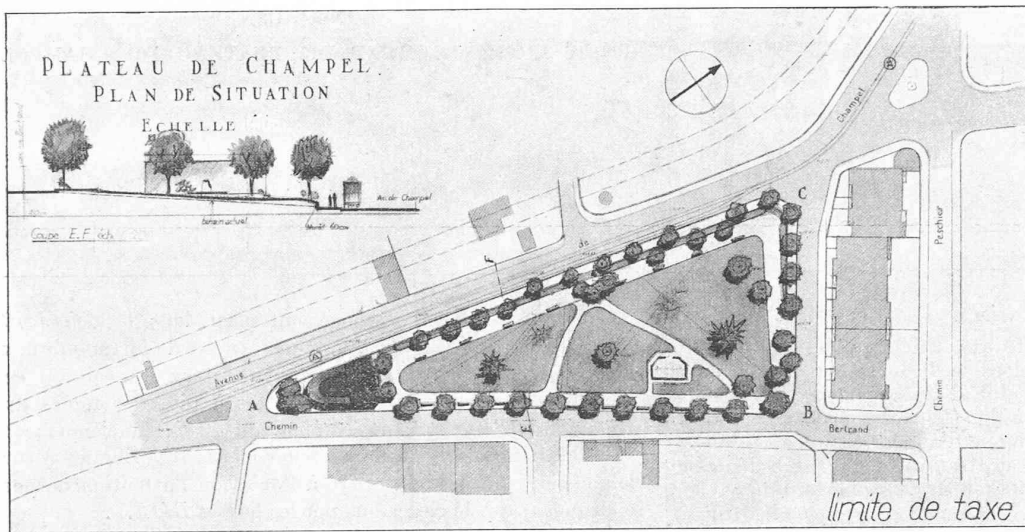 PLATEAU DE CHAMPEL.
PLAN DE SITUATION
ECHELLE
Av. de Champel
Coupe E.F. éch.
Avenue
de
Champel
A
B
C
A
A
F
E
Chemin
Bertrand
Chemin
Peschier
limite de taxe